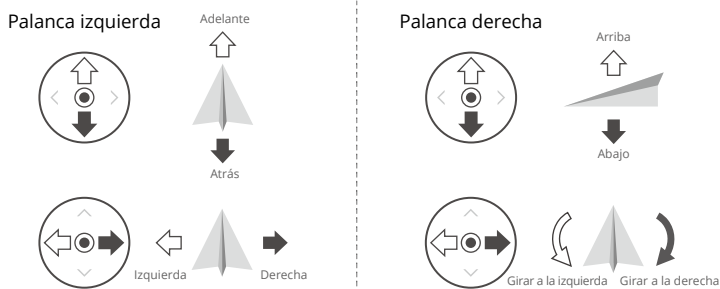 Palanca izquierda
Adelante
Atrás
Izquierda
Derecha
Palanca derecha
Arriba
Abajo
Girar a la izquierda
Girar a la derecha